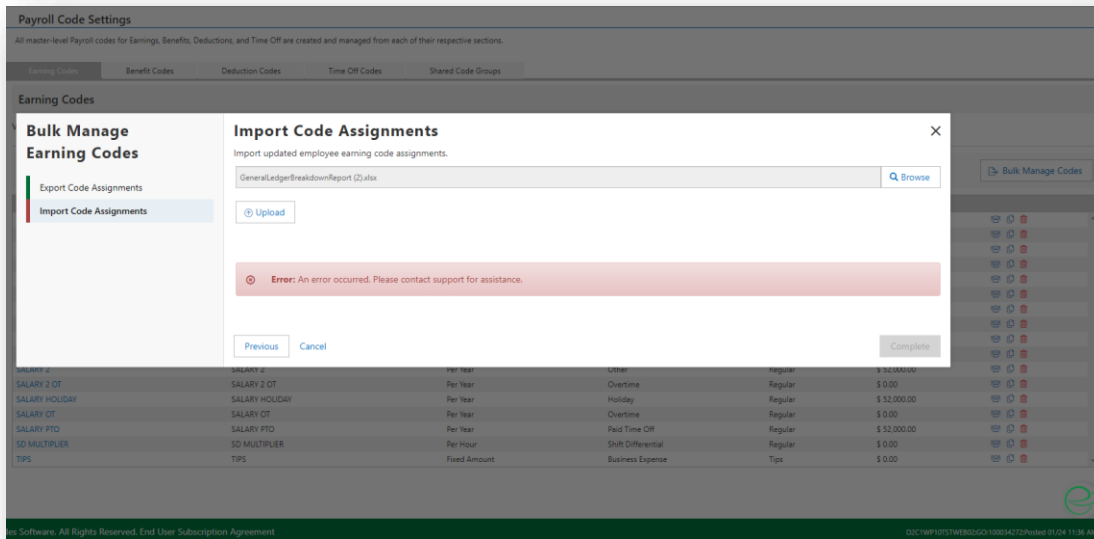 Payroll Code Settings
All master-level Payroll codes for Earnings, Benefits, Deductions, and Time Off are created and managed from each of their respective sections.
Earning Codes Benefit Codes Deduction Codes Time Off Codes Shared Code Groups
Earning Codes
Bulk Manage
Earning Codes
Export Code Assignments
Import Code Assignments
Import Code Assignments
Import updated employee earning code assignments.
GeneralLedgerBreakdownReport (2).xlsx
Browse
Upload
Error: An error occurred. Please contact support for assistance.
Previous Cancel Complete
Bulk Manage Codes
SALARY 2 SALARY 2 Per Year Other Regular $ 52,000.00
SALARY 2 OT SALARY 2 OT Per Year Overtime Regular $ 0.00
SALARY HOLIDAY SALARY HOLIDAY Per Year Holiday Regular $ 52,000.00
SALARY OT SALARY OT Per Year Overtime Regular $ 0.00
SALARY PTO SALARY PTO Per Year Paid Time Off Regular $ 52,000.00
SD MULTIPLIER SD MULTIPLIER Per Hour Shift Differential Regular $ 0.00
TIPS TIPS Fixed Amount Business Expense Tips $ 0.00
Software. All Rights Reserved. End User Subscription Agreement
Posted 01/24 11:36